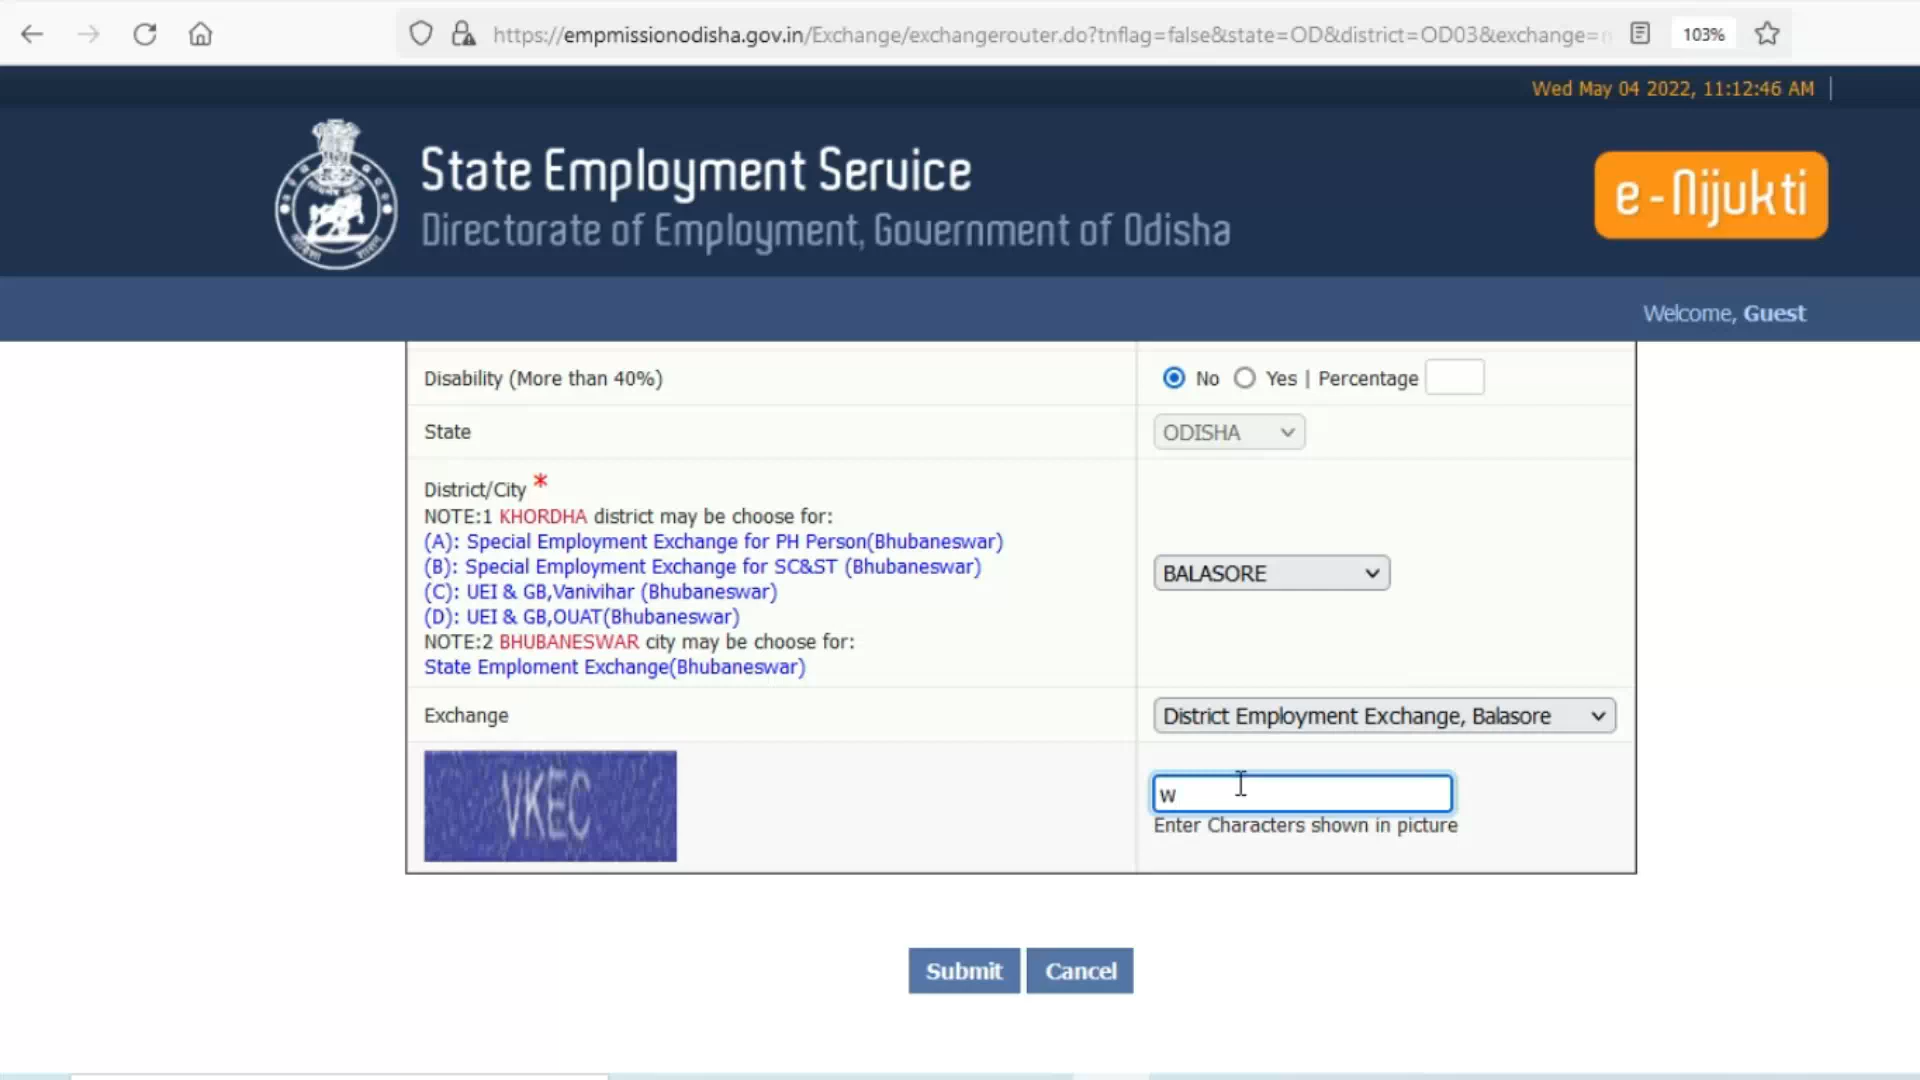 https://empmissionodisha.gov.in/Exchange/exchangerouter.do?tnflag=false&state=OD&district=OD03&exchange=
103%
Wed May 04 2022, 11:12:46 AM
State Employment Service
Directorate of Employment, Government of Odisha
e-Nijukti
Welcome, Guest
Disability (More than 40%)
No Yes | Percentage
State
ODISHA
District/City *
NOTE:1 KHORDHA district may be choose for:
(A): Special Employment Exchange for PH Person(Bhubaneswar)
(B): Special Employment Exchange for SC&ST (Bhubaneswar)
(C): UEI & GB,Vanivihar (Bhubaneswar)
(D): UEI & GB,OUAT(Bhubaneswar)
NOTE:2 BHUBANESWAR city may be choose for:
State Emploment Exchange(Bhubaneswar)
BALASORE
Exchange
District Employment Exchange, Balasore
VKEC
w
Enter Characters shown in picture
Submit Cancel